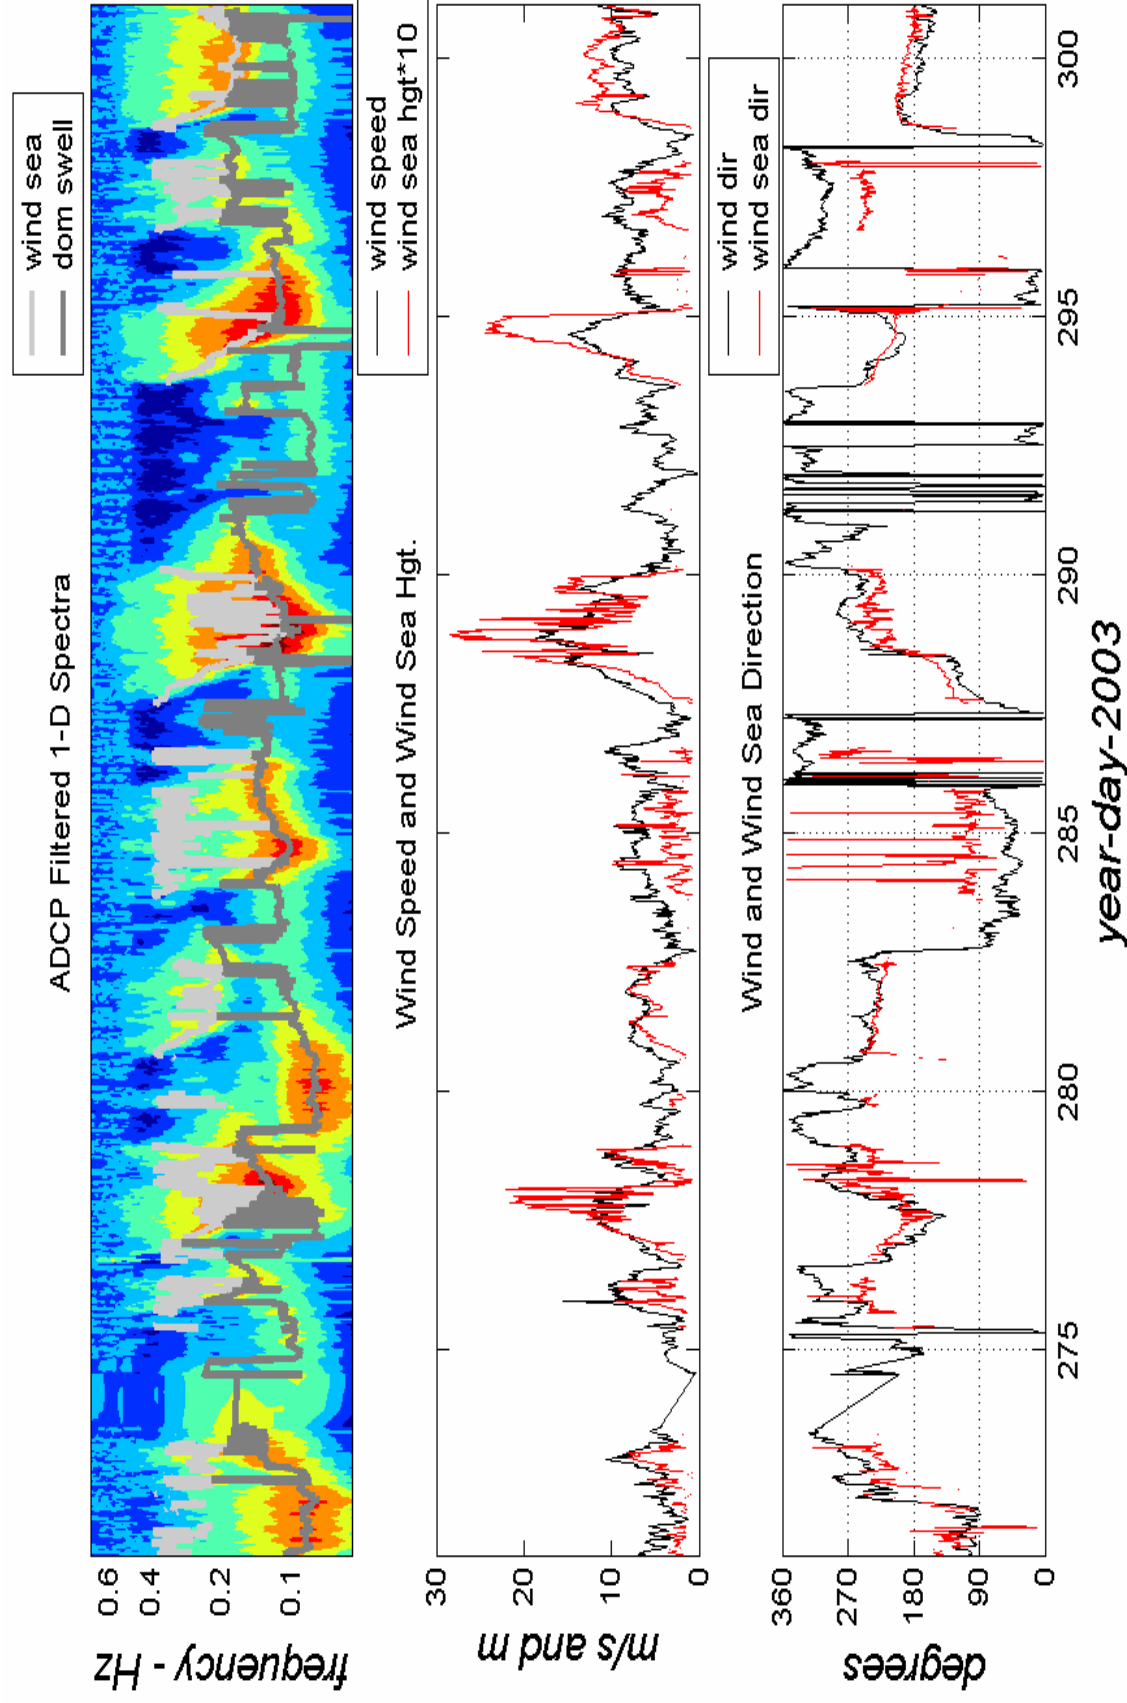 ADCP Filtered 1-D Spectra
wind sea
dom swell
frequency - Hz
0.6
0.4
0.2
0.1
Wind Speed and Wind Sea Hgt.
wind speed
wind sea hgt*10
m/s and m
30
20
10
0
Wind and Wind Sea Direction
wind dir
wind sea dir
degrees
360
270
180
90
0
275
280
285
290
295
300
year-day-2003